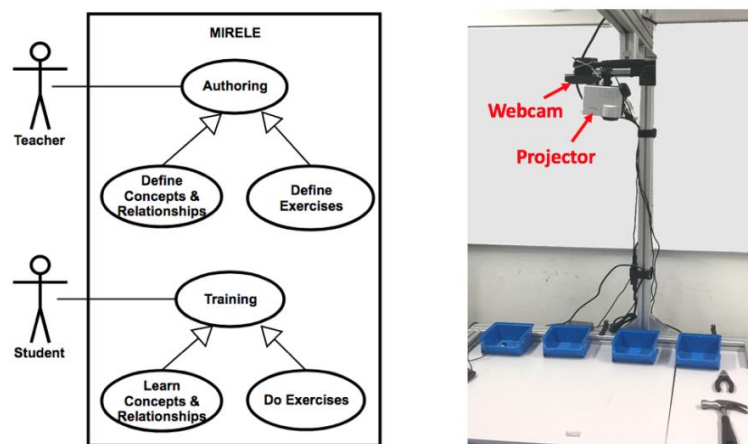 MIRELE
Authoring
Teacher
Define
Concepts &
Relationships
Define
Exercises
Training
Student
Learn
Concepts &
Relationships
Do Exercises
Webcam
Projector